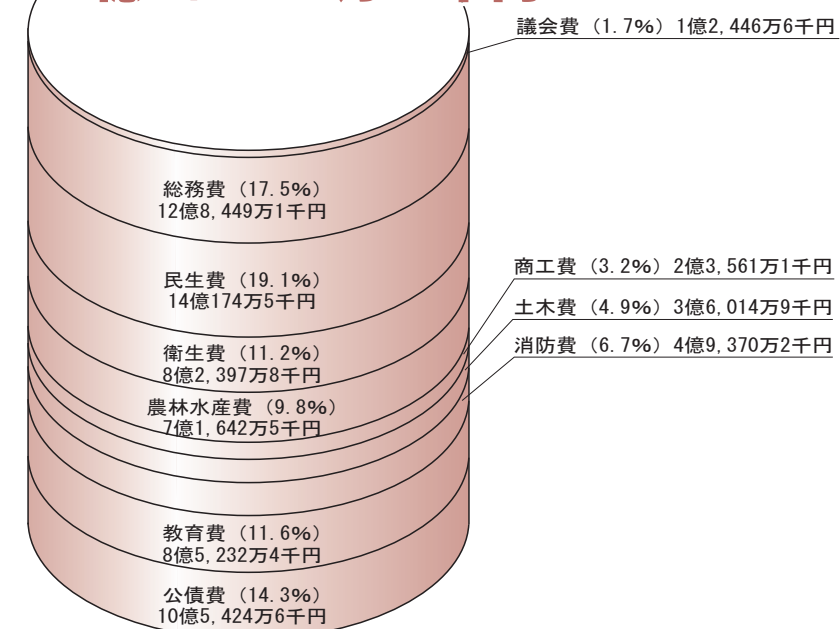 議会費（1.7%）1億2,446万6千円
総務費（17.5%）
12億8,449万1千円
民生費（19.1%）
14億174万5千円
衛生費（11.2%）
8億2,397万8千円
農林水産費（9.8%）
7億1,642万5千円
商工費（3.2%）2億3,561万1千円
土木費（4.9%）3億6,014万9千円
消防費（6.7%）4億9,370万2千円
教育費（11.6%）
8億5,232万4千円
公債費（14.3%）
10億5,424万6千円